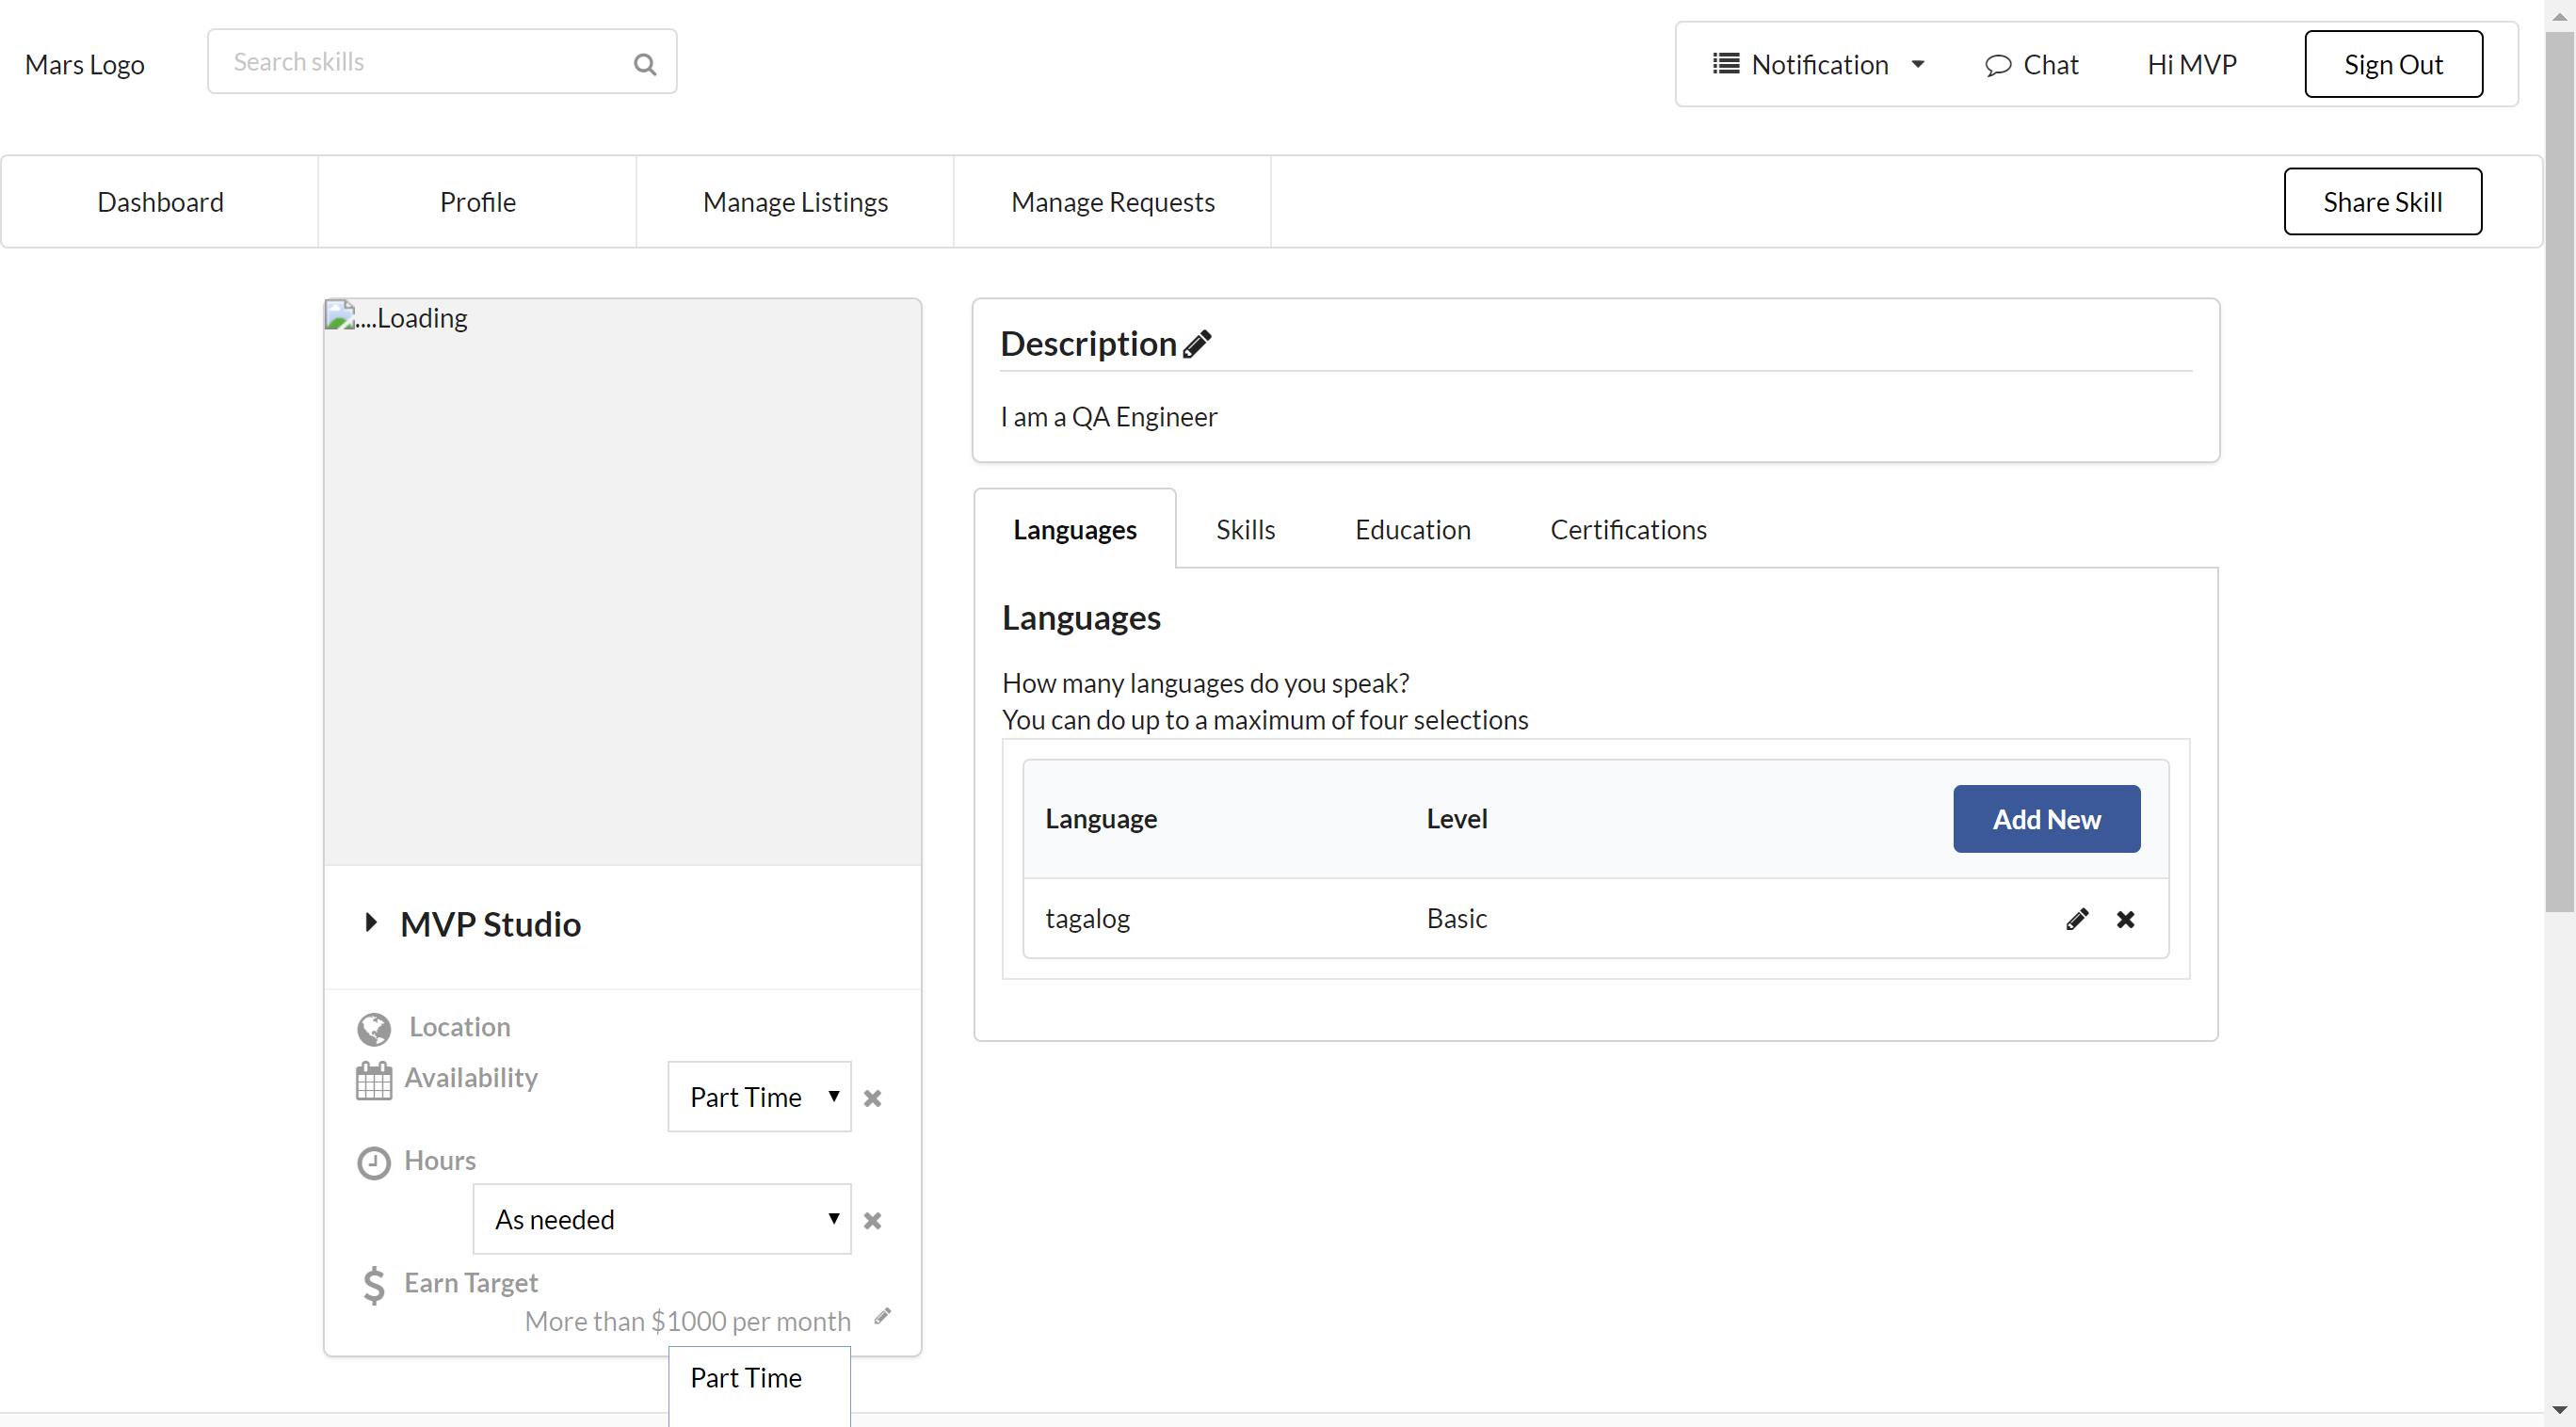 Mars Logo
Search skills
Notification
Chat
Hi MVP
Sign Out
Dashboard
Profile
Manage Listings
Manage Requests
Share Skill
....Loading
MVP Studio
Location
Availability
Part Time
Hours
As needed
Earn Target
More than $1000 per month
Part Time
Description
I am a QA Engineer
Languages
Skills
Education
Certifications
Languages
How many languages do you speak?
You can do up to a maximum of four selections
Language
Level
Add New
tagalog
Basic